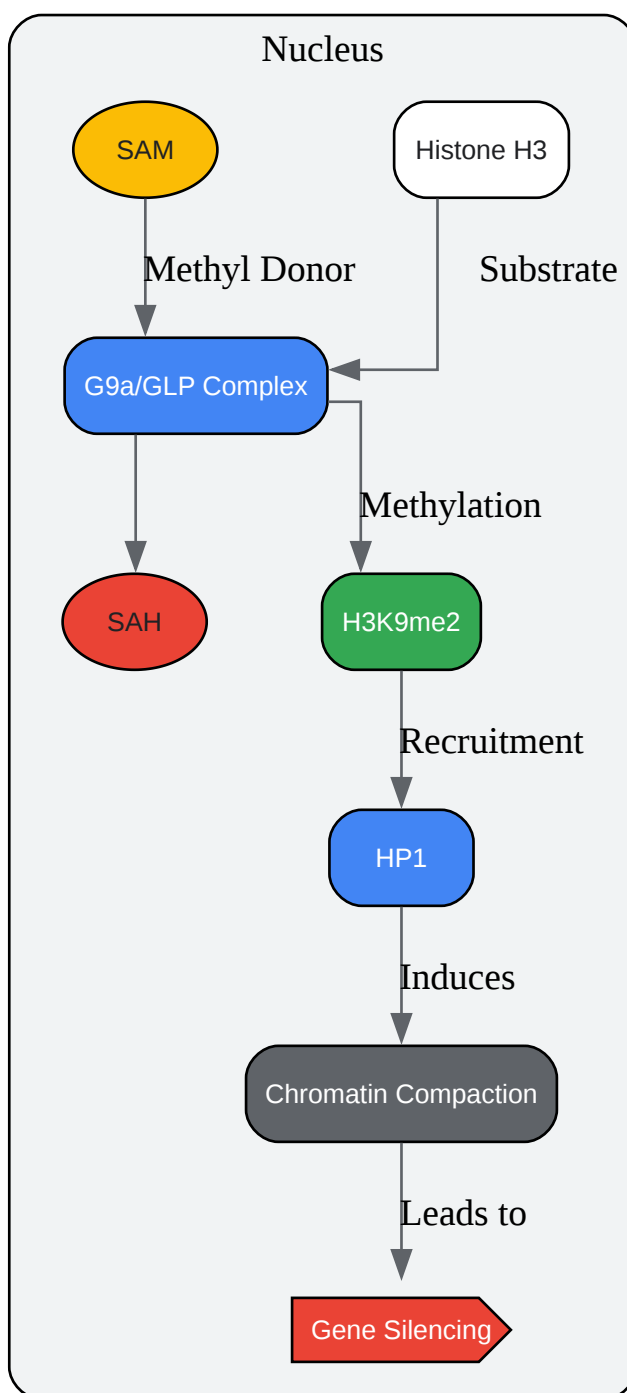 Nucleus
SAM
Histone H3
Methyl Donor
Substrate
G9a/GLP Complex
Methylation
SAH
H3K9me2
Recruitment
HP1
Induces
Chromatin Compaction
Leads to
Gene Silencing